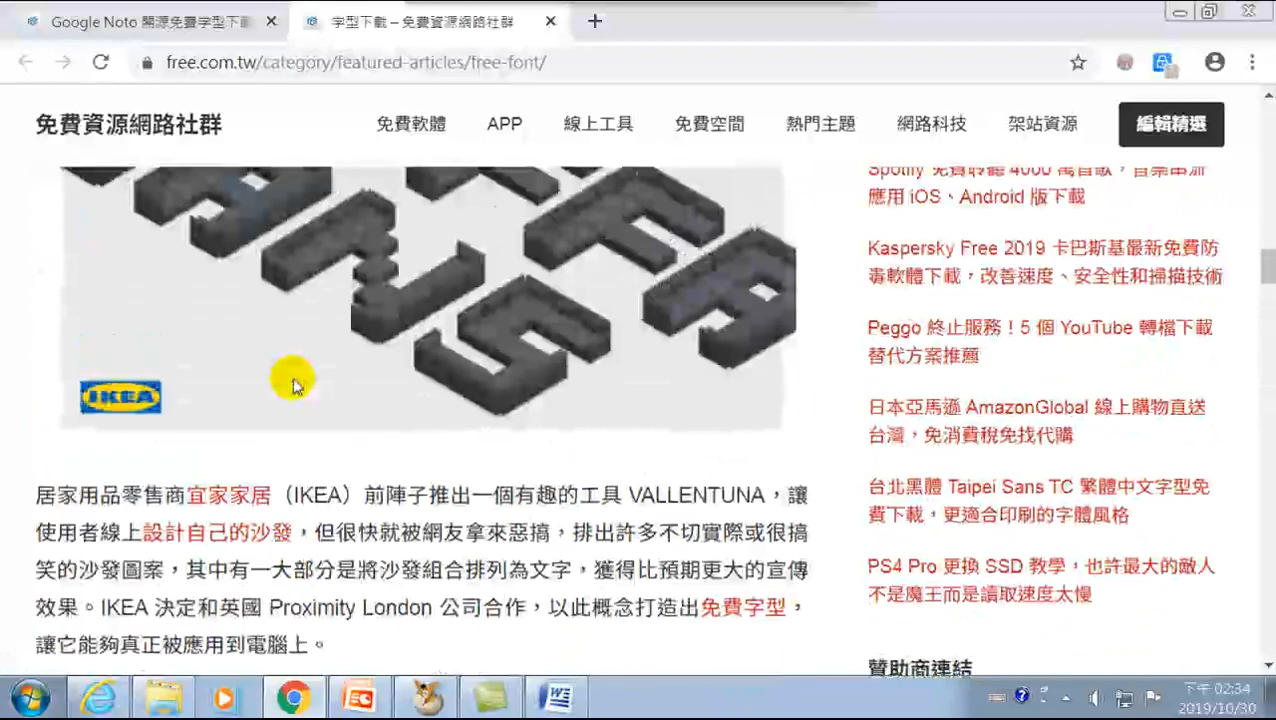 Google Noto 開源免費字型下載
字型下載 – 免費資源網路社群
free.com.tw/category/featured-articles/free-font/
免費資源網路社群
免費軟體
APP
線上工具
免費空間
熱門主題
網路科技
架站資源
編輯精選
IKEA
居家用品零售商宜家家居（IKEA）前陣子推出一個有趣的工具 VALLENTUNA，讓
使用者線上設計自己的沙發，但很快就被網友拿來惡搞，排出許多不切實際或很搞
笑的沙發圖案，其中有一大部分是將沙發組合排列為文字，獲得比預期更大的宣傳
效果。IKEA 決定和英國 Proximity London 公司合作，以此概念打造出免費字型，
讓它能夠真正被應用到電腦上。
Spotify 免費聆聽 4000 萬首歌，音樂串流
應用 iOS、Android 版下載
Kaspersky Free 2019 卡巴斯基最新免費防
毒軟體下載，改善速度、安全性和掃描技術
Peggo 終止服務！5 個 YouTube 轉檔下載
替代方案推薦
日本亞馬遜 AmazonGlobal 線上購物直送
台灣，免消費稅免找代購
台北黑體 Taipei Sans TC 繁體中文字型免
費下載，更適合印刷的字體風格
PS4 Pro 更換 SSD 教學，也許最大的敵人
不是魔王而是讀取速度太慢
贊助商連結
下午 02:34
2019/10/30